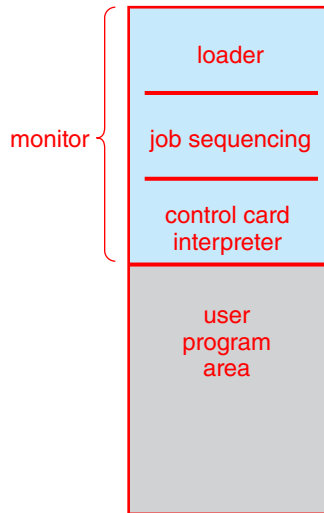 loader
monitor
job sequencing
control card
interpreter
user
program
area